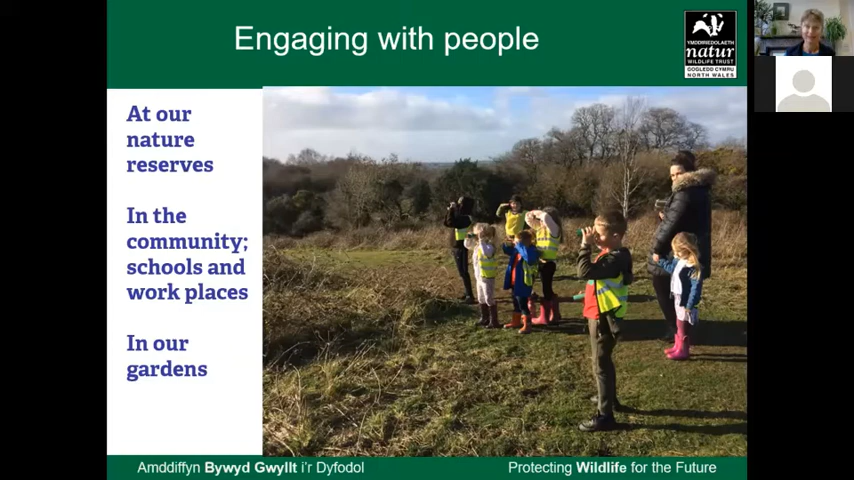 Engaging with people
YMDDIRIEDOLAETH
natur
WILDLIFE TRUST
GOGLEDD CYMRU
NORTH WALES
At our
nature
reserves
In the
community;
schools and
work places
In our
gardens
Amddiffyn Bywyd Gwyllt i'r Dyfodol
Protecting Wildlife for the Future